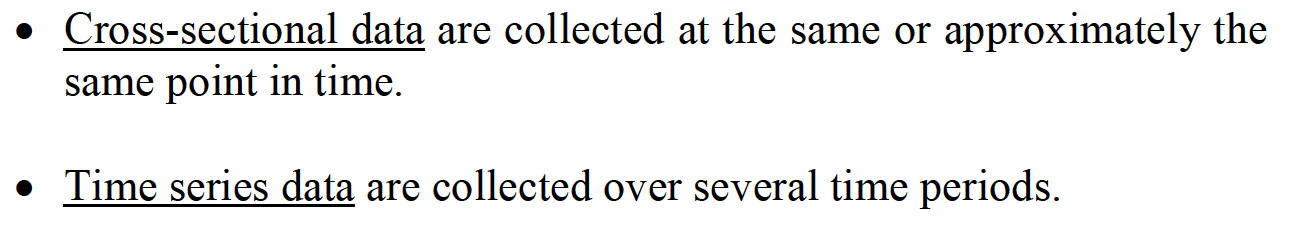 • Cross-sectional data are collected at the same or approximately the
same point in time.
• Time series data are collected over several time periods.